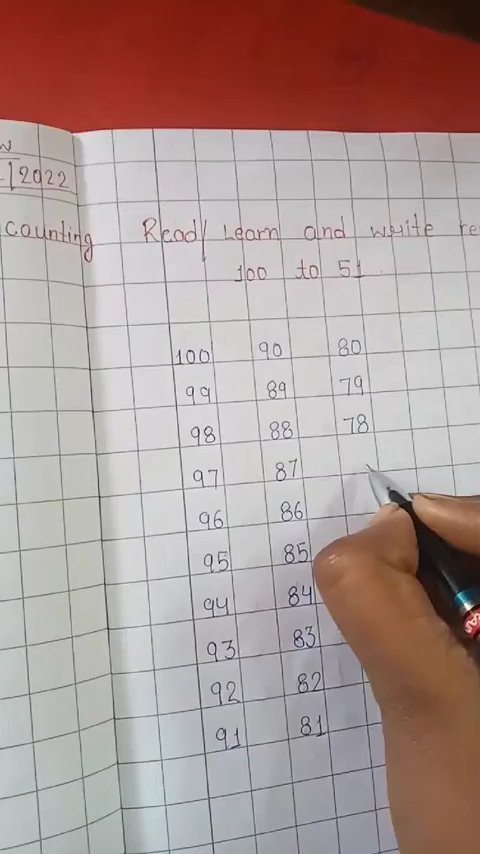 2022
counting
Read/ Learn and write re
100 to 51.
100 90 80
99 89 79
98 88 78
97 87
96 86
95 85
94 84
93 83
92 82
91 81